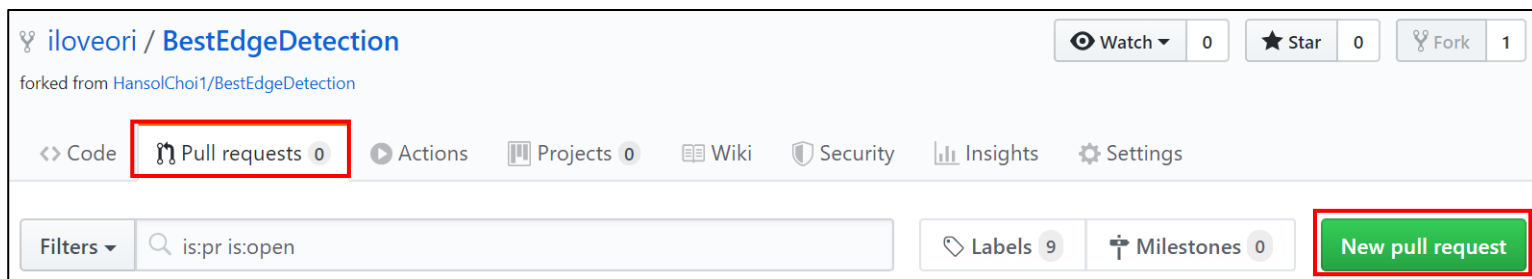 iloveori / BestEdgeDetection Watch 0 Star 0 Fork 1
forked from HansolChoi1/BestEdgeDetection
<> Code Pull requests 0 Actions Projects 0 Wiki Security Insights Settings
Filters is:pr is:open Labels 9 Milestones 0 New pull request